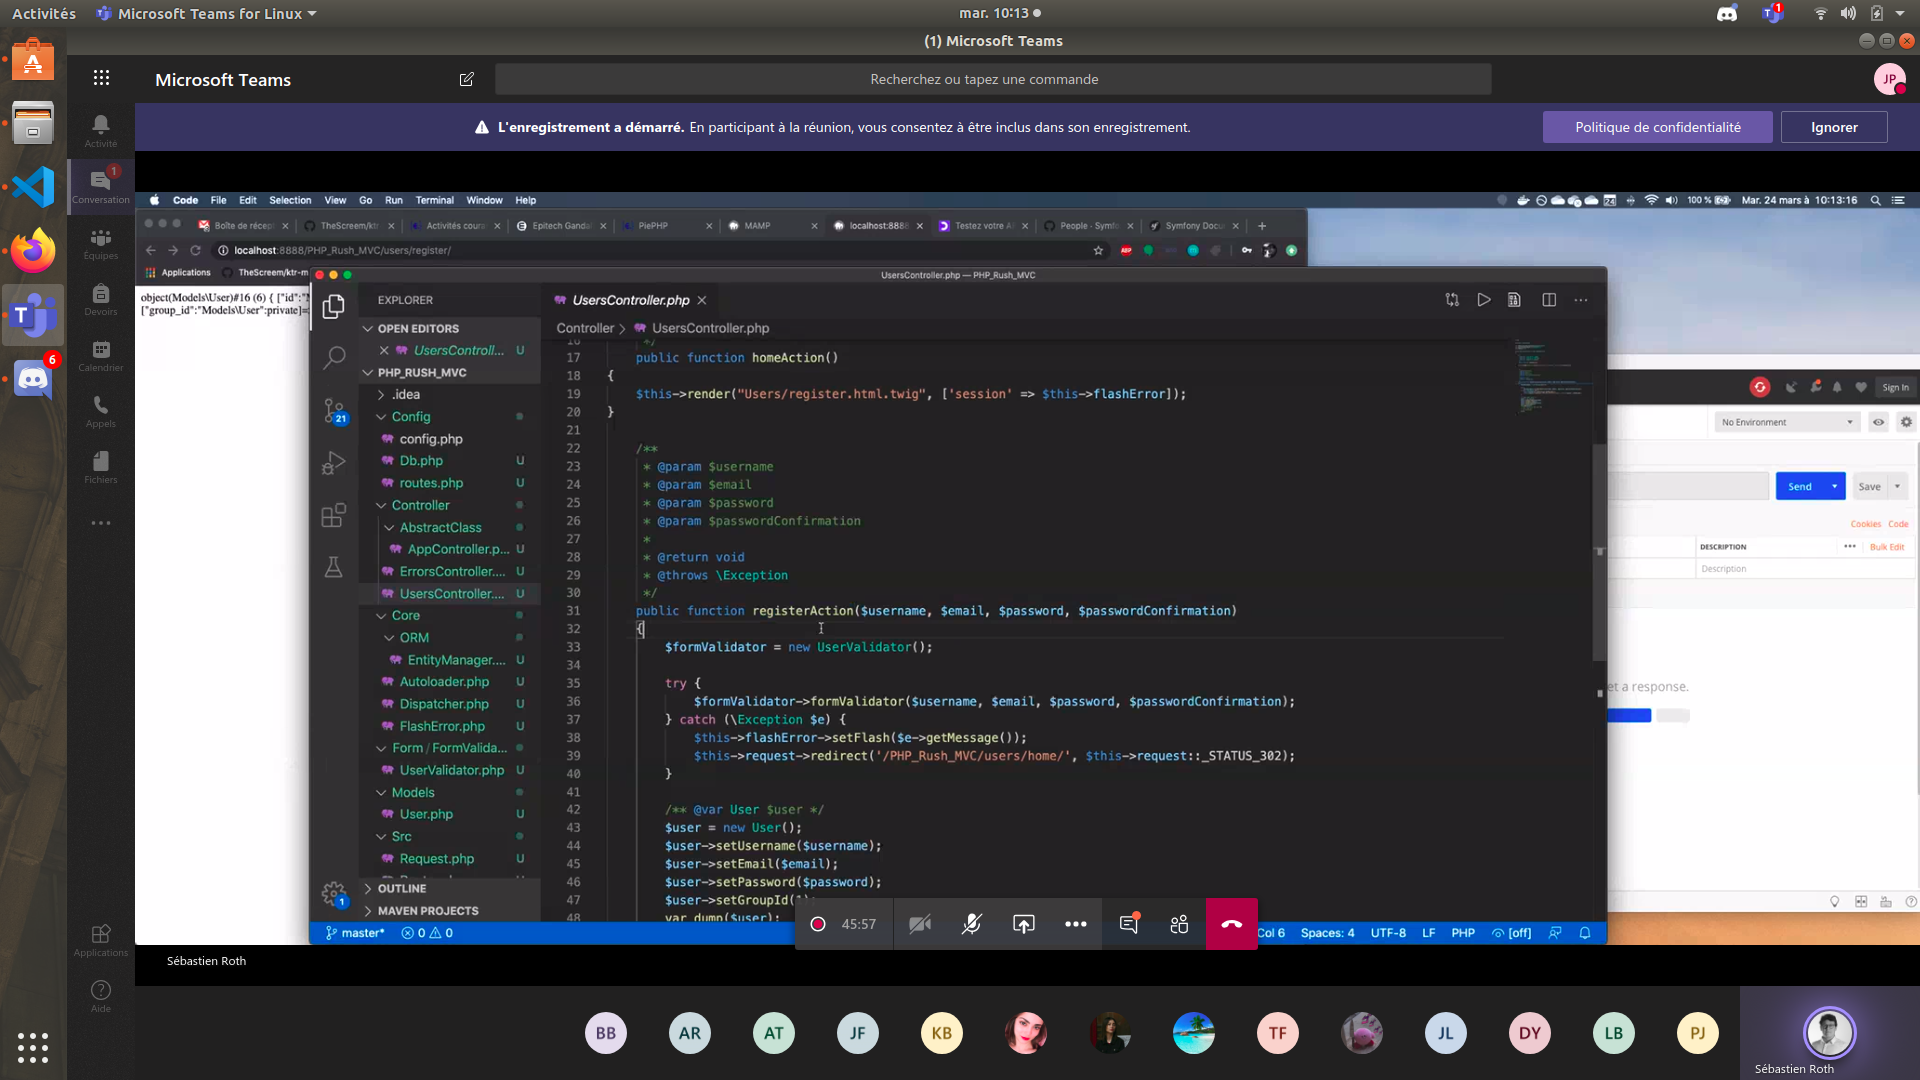 Activités
Microsoft Teams for Linux
mar. 10:13
1
(1) Microsoft Teams
Microsoft Teams
Recherchez ou tapez une commande
JP
L'enregistrement a démarré. En participant à la réunion, vous consentez à être inclus dans son enregistrement.
Politique de confidentialité
Ignorer
Activité
1
Conversation
Équipes
Devoirs
Calendrier
Appels
Fichiers
Applications
Aide
6
Code File Edit Selection View Go Run Terminal Window Help
24
100 %
Mar. 24 mars à 10:13:16
Boîte de récep
TheScreem/ktr
Activités cours
Epitech Gandal
PiePHP
MAMP
localhost:8888
Testez votre A
People - Symfo
Symfony Docu
localhost:8888/PHP_Rush_MVC/users/register/
Applications
TheScreem/ktr-m
object(Models\User)#16 (6) { ["id":"M
["group_id":"Models\User":private]=
UsersController.php — PHP_Rush_MVC
EXPLORER
OPEN EDITORS
UsersControll... U
PHP_RUSH_MVC
.idea
Config
config.php
Db.php U
routes.php U
Controller
AbstractClass
AppController.p... U
ErrorsController.... U
UsersController.... U
Core
ORM
EntityManager.... U
Autoloader.php U
Dispatcher.php U
FlashError.php U
Form / FormValida...
UserValidator.php U
Models
User.php U
Src
Request.php U
OUTLINE
MAVEN PROJECTS
21
1
UsersController.php
Controller > UsersController.php
16 */
17 public function homeAction()
18 {
19 $this->render("Users/register.html.twig", ['session' => $this->flashError]);
20 }
21
22 /**
23 * @param $username
24 * @param $email
25 * @param $password
26 * @param $passwordConfirmation
27 *
28 * @return void
29 * @throws \Exception
30 */
31 public function registerAction($username, $email, $password, $passwordConfirmation)
32 {
33 $formValidator = new UserValidator();
34
35 try {
36 $formValidator->formValidator($username, $email, $password, $passwordConfirmation);
37 } catch (\Exception $e) {
38 $this->flashError->setFlash($e->getMessage());
39 $this->request->redirect('/PHP_Rush_MVC/users/home/', $this->request::_STATUS_302);
40 }
41
42 /** @var User $user */
43 $user = new User();
44 $user->setUsername($username);
45 $user->setEmail($email);
46 $user->setPassword($password);
47 $user->setGroupId(1);
48 var_dump($user);
master*
0 0
Col 6
Spaces: 4
UTF-8
LF
PHP
[off]
45:57
Sign In
No Environment
Send
Save
Cookies Code
DESCRIPTION
Bulk Edit
Description
et a response.
Sébastien Roth
BB
AR
AT
JF
KB
TF
JL
DY
LB
PJ
Sébastien Roth